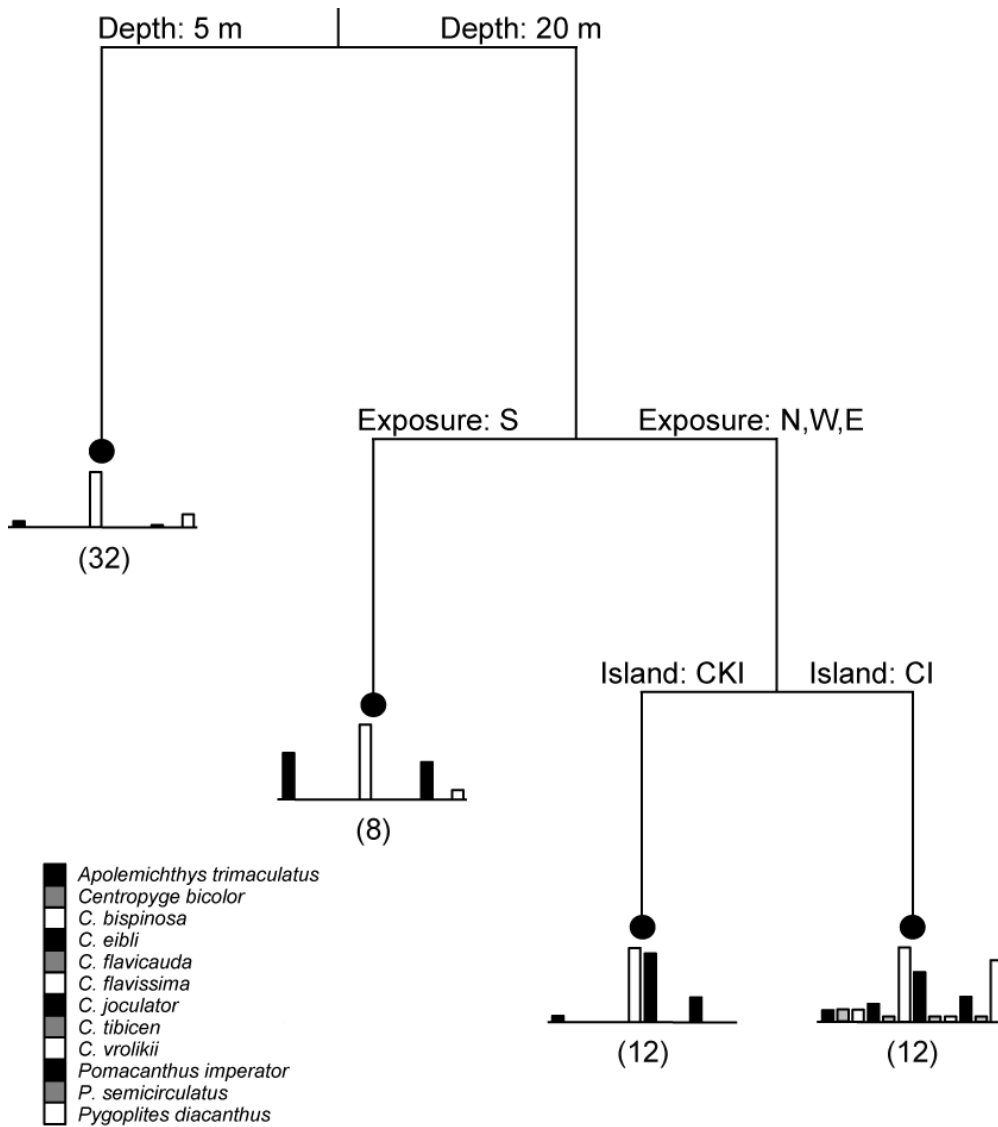 Depth: 5 m
Depth: 20 m
Exposure: S
Exposure: N,W,E
(32)
Island: CKI
Island: CI
(8)
Apolemichthys trimaculatus
Centropyge bicolor
C. bispinosa
C. eibli
C. flavicauda
C. flavissima
C. joculator
C. tibicen
C. vrolikii
Pomacanthus imperator
P. semicirculatus
Pygoplites diacanthus
(12)
(12)